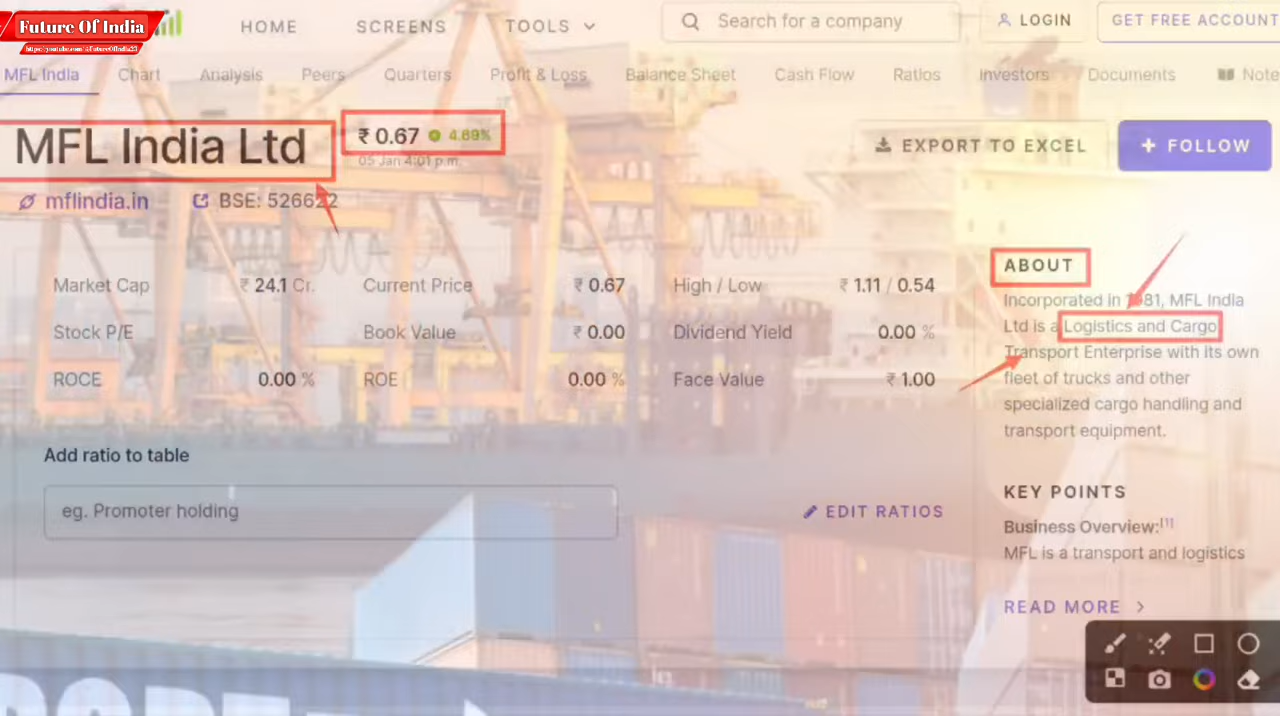 Future Of India
HOME SCREENS TOOLS Search for a company LOGIN GET FREE ACCOUNT
MFL India Chart Analysis Peers Quarters Profit & Loss Balance Sheet Cash Flow Ratios Investors Documents Note
MFL India Ltd ₹ 0.67 4.69%
05 Jan 4:01 p.m.
EXPORT TO EXCEL + FOLLOW
mflindia.in BSE: 526622
Market Cap ₹ 24.1 Cr. Current Price ₹ 0.67 High / Low ₹ 1.11 / 0.54
Stock P/E Book Value ₹ 0.00 Dividend Yield 0.00 %
ROCE 0.00 % ROE 0.00 % Face Value ₹ 1.00
Add ratio to table
eg. Promoter holding
EDIT RATIOS
ABOUT
Incorporated in 1981, MFL India
Ltd is a Logistics and Cargo
Transport Enterprise with its own
fleet of trucks and other
specialized cargo handling and
transport equipment.
KEY POINTS
Business Overview:[1]
MFL is a transport and logistics
READ MORE